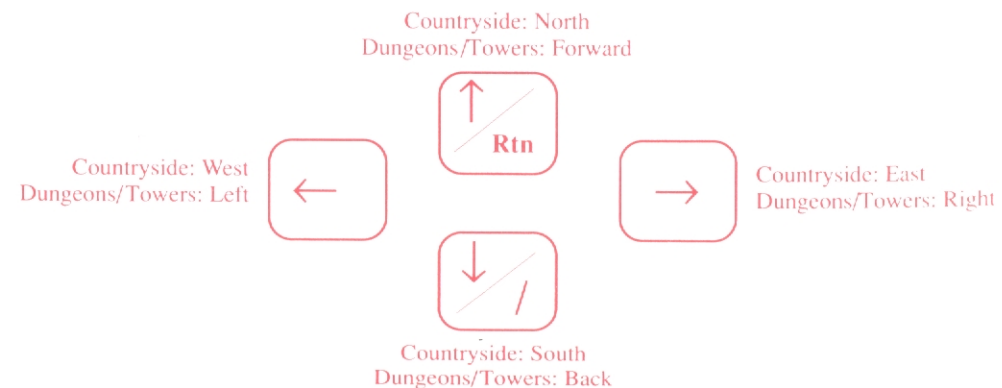 Countryside: North
Dungeons/Towers: Forward
↑
Rtn
Countryside: West
Dungeons/Towers: Left
←
→
Countryside: East
Dungeons/Towers: Right
↓
/
Countryside: South
Dungeons/Towers: Back